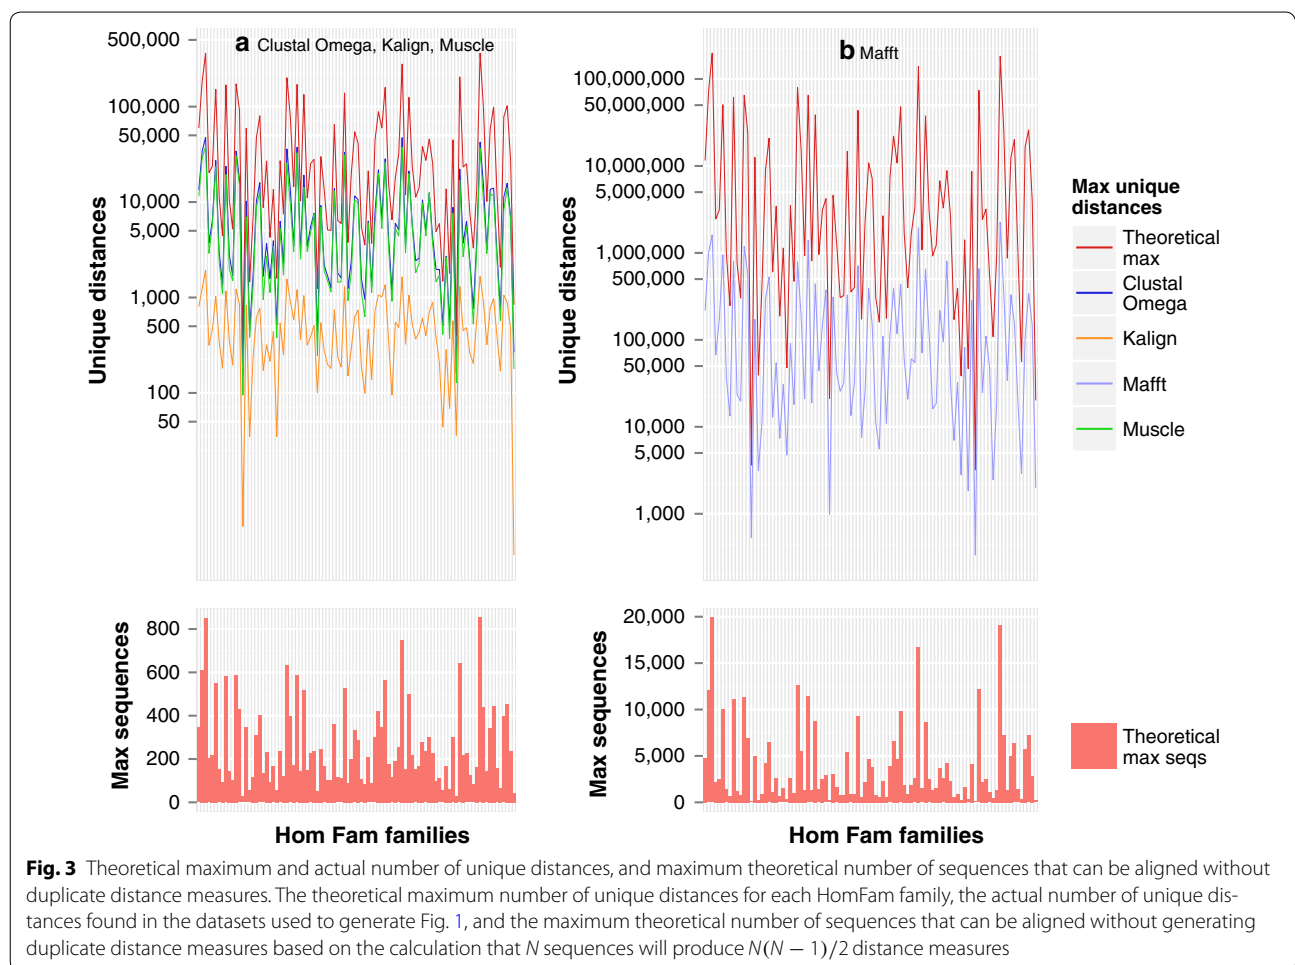 a Clustal Omega, Kalign, Muscle
500,000
100,000
50,000
10,000
5,000
1,000
500
100
50
Unique distances
800
600
400
200
0
Max sequences
Hom Fam families
b Mafft
100,000,000
50,000,000
10,000,000
5,000,000
1,000,000
500,000
100,000
50,000
10,000
5,000
1,000
Unique distances
20,000
15,000
10,000
5,000
0
Max sequences
Hom Fam families
Max unique
distances
Theoretical
max
Clustal
Omega
Kalign
Mafft
Muscle
Theoretical
max seqs
Fig. 3 Theoretical maximum and actual number of unique distances, and maximum theoretical number of sequences that can be aligned without
duplicate distance measures. The theoretical maximum number of unique distances for each HomFam family, the actual number of unique dis-
tances found in the datasets used to generate Fig. 1, and the maximum theoretical number of sequences that can be aligned without generating
duplicate distance measures based on the calculation that N sequences will produce N(N − 1)/2 distance measures